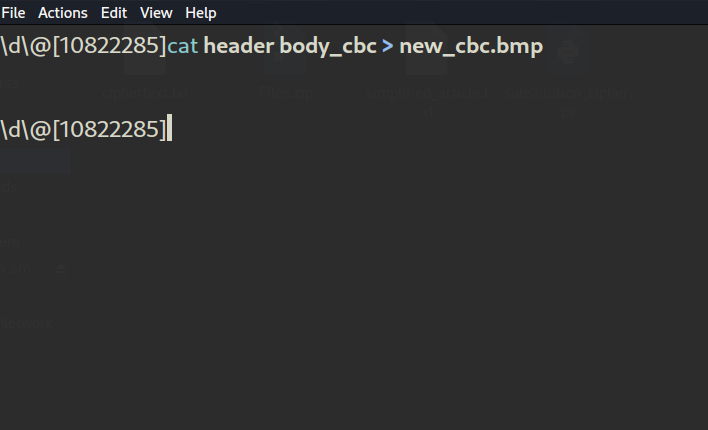 File Actions Edit View Help
\d\@[10822285]cat header body_cbc > new_cbc.bmp
\d\@[10822285]